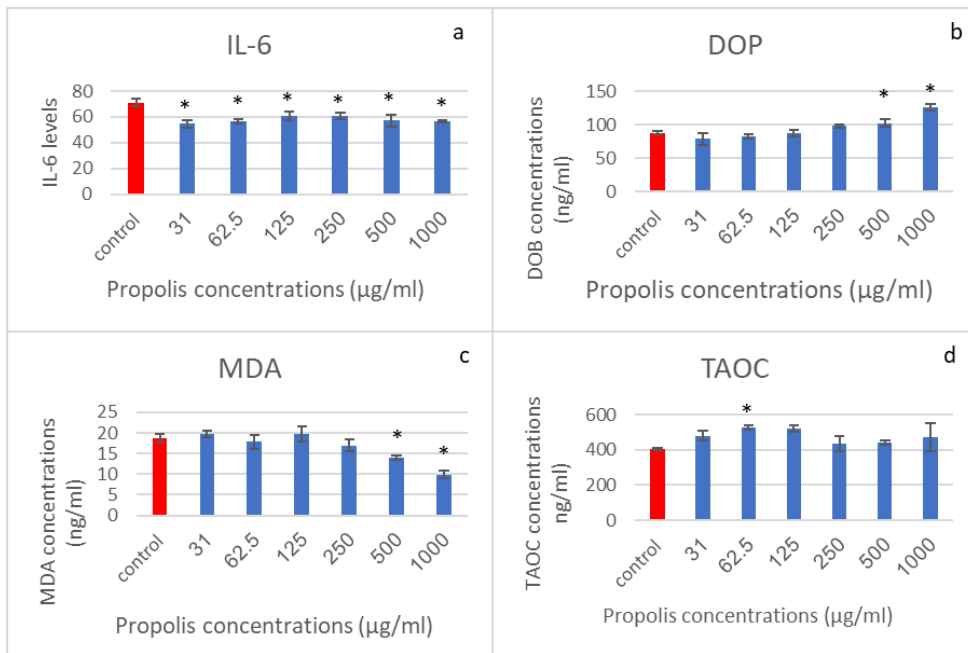 a
IL-6
80
60
40
20
0
IL-6 levels
* * * * * *
control 31 62.5 125 250 500 1000
Propolis concentrations (µg/ml)
b
DOP
150
100
50
0
DOB concentrations
(ng/ml)
* *
control 31 62.5 125 250 500 1000
Propolis concentrations (µg/ml)
c
MDA
25
20
15
10
5
0
MDA concentrations
(ng/ml)
* *
control 31 62.5 125 250 500 1000
Propolis concentrations (µg/ml)
d
TAOC
600
400
200
0
TAOC concentrations
ng/ml)
*
control 31 62.5 125 250 500 1000
Propolis concentrations (µg/ml)